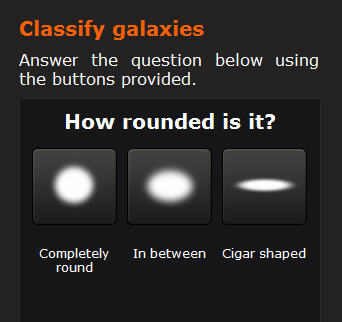 Classify galaxies
Answer the question below using
the buttons provided.
How rounded is it?
Completely
round
In between
Cigar shaped